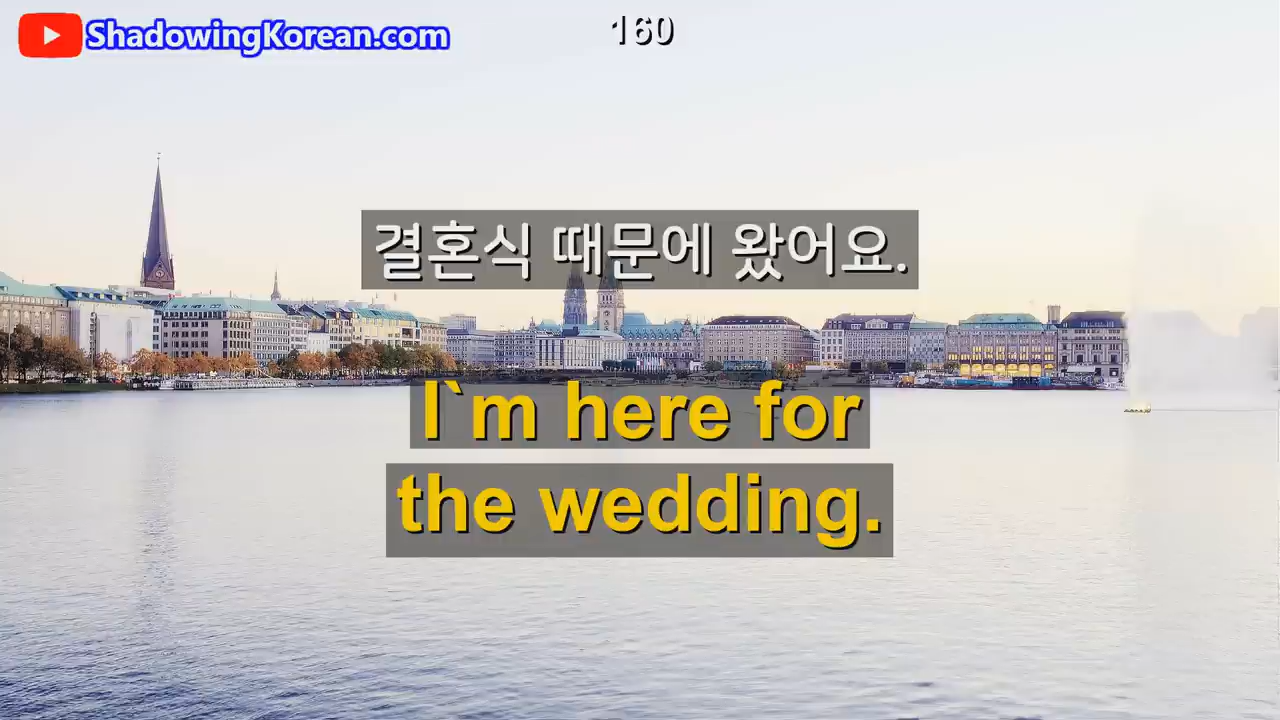 ShadowingKorean.com
160
결혼식 때문에 왔어요.
I`m here for
the wedding.